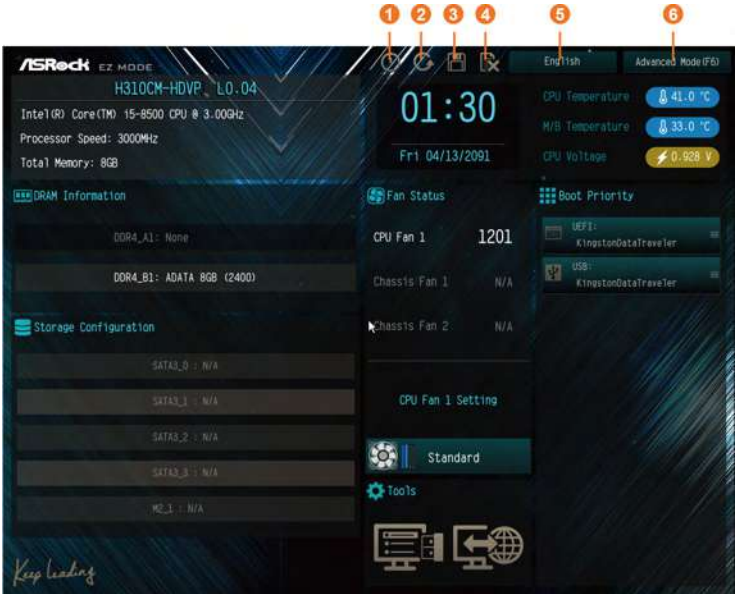 1 2 3 4 5 6
ASRock EZ MODE
English
Advanced Mode(F6)
H310CM-HDVP L0.04
Intel(R) Core(TM) i5-8500 CPU @ 3.00GHz
Processor Speed: 3000MHz
Total Memory: 8GB
01:30
Fri 04/13/2091
CPU Temperature 41.0 °C
M/B Temperature 33.0 °C
CPU Voltage 0.928 V
DRAM Information
DDR4_A1: None
DDR4_B1: ADATA 8GB (2400)
Storage Configuration
SATA3_0 : N/A
SATA3_1 : N/A
SATA3_2 : N/A
SATA3_3 : N/A
M2_1 : N/A
Fan Status
CPU Fan 1 1201
Chassis Fan 1 N/A
Chassis Fan 2 N/A
CPU Fan 1 Setting
Standard
Tools
Boot Priority
UEFI:
KingstonDataTraveler
USB:
KingstonDataTraveler
Keep Leading